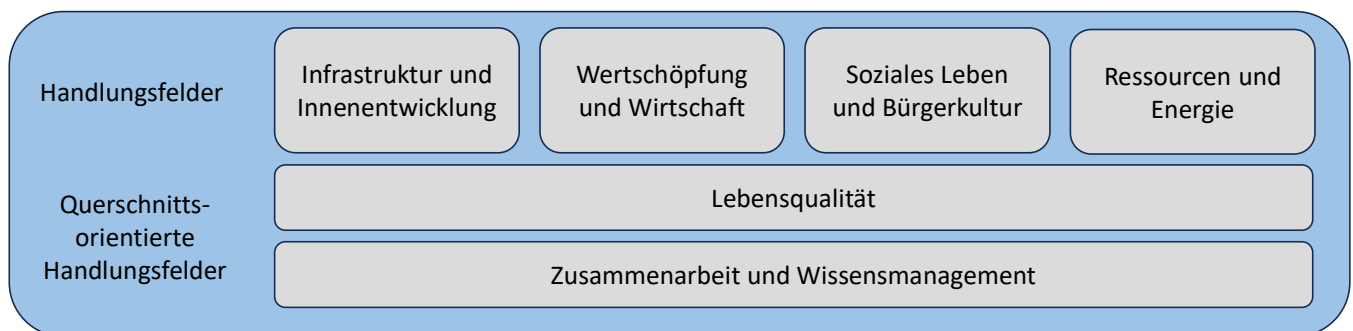 Handlungsfelder
Infrastruktur und
Innenentwicklung
Wertschöpfung
und Wirtschaft
Soziales Leben
und Bürgerkultur
Ressourcen und
Energie
Querschnitts-
orientierte
Handlungsfelder
Lebensqualität
Zusammenarbeit und Wissensmanagement